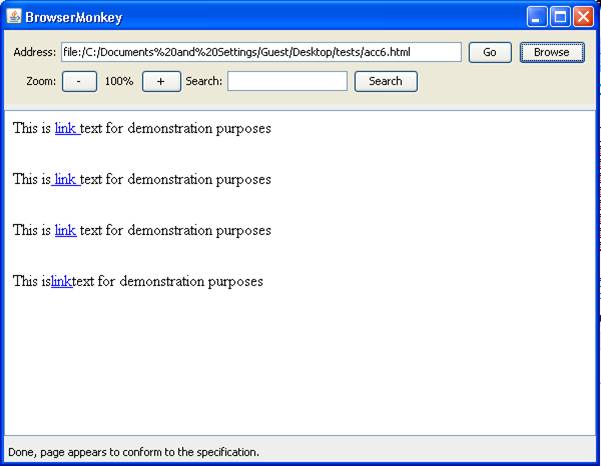 BrowserMonkey
Address: file:/C:/Documents%20and%20Settings/Guest/Desktop/tests/acc6.html Go Browse
Zoom: - 100% + Search: Search
This is link text for demonstration purposes
This is link text for demonstration purposes
This is link text for demonstration purposes
This islinktext for demonstration purposes
Done, page appears to conform to the specification.